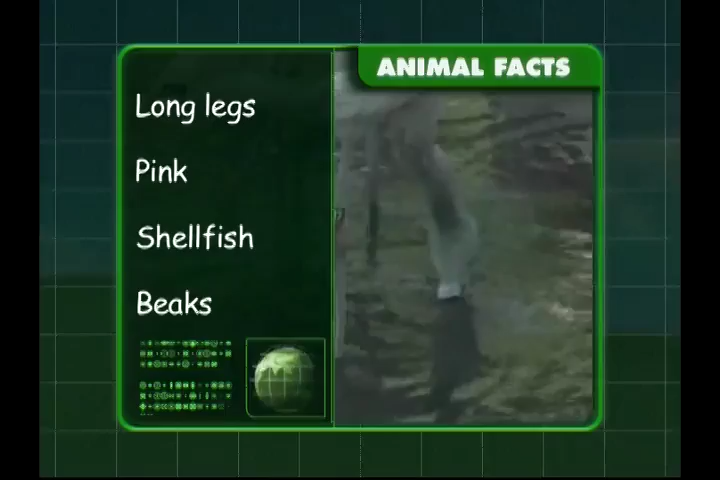 ANIMAL FACTS
Long legs
Pink
Shellfish
Beaks